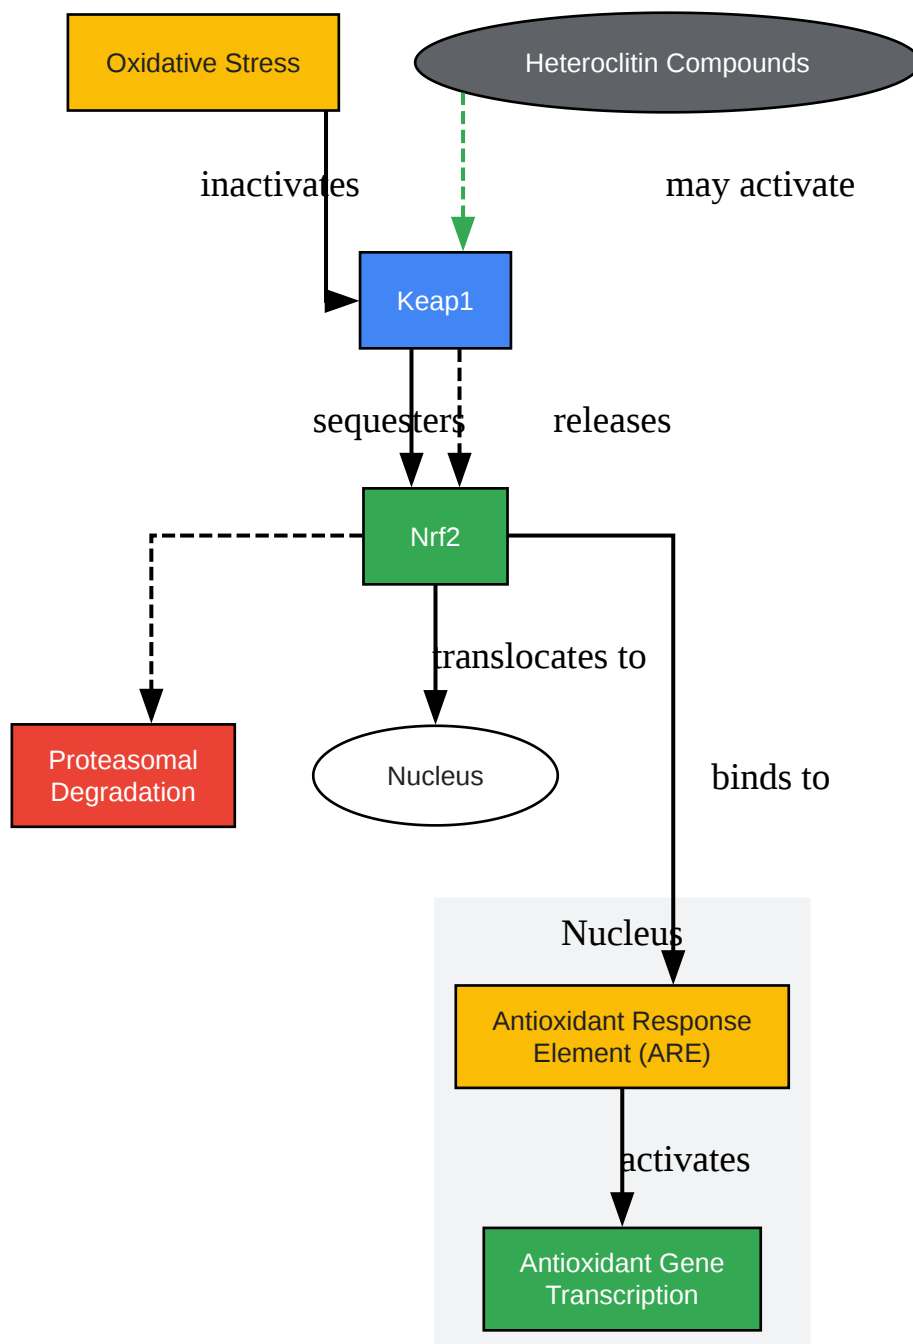 Oxidative Stress
Heteroclitin Compounds
inactivates
may activate
Keap1
sequesters
releases
Nrf2
translocates to
Proteasomal
Degradation
Nucleus
binds to
Nucleus
Antioxidant Response
Element (ARE)
activates
Antioxidant Gene
Transcription